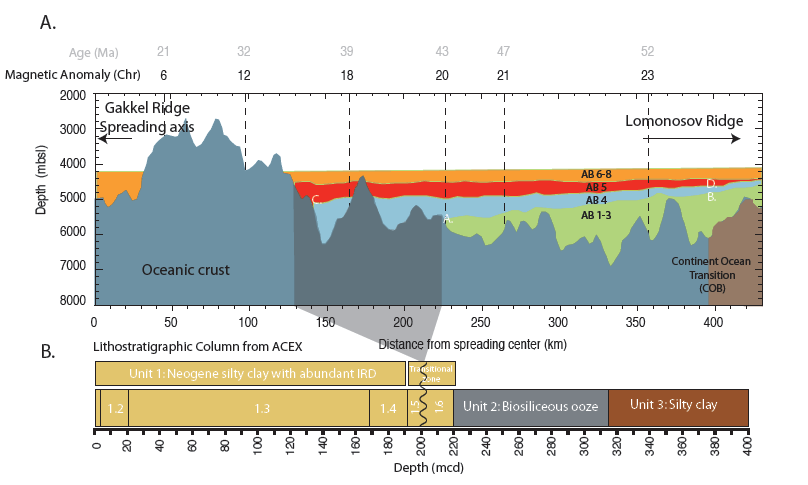 A.
Age (Ma) 21 32 39 43 47 52
Magnetic Anomaly (Chr) 6 12 18 20 21 23
2000
3000
4000
5000
6000
7000
8000
Depth (mbsl)
Gakkel Ridge
Spreading axis
Lomonosov Ridge
AB 6-8
AB 5
AB 4
AB 1-3
A.
B.
C.
D.
Oceanic crust
Continent Ocean
Transition
(COB)
0 50 100 150 200 250 300 350 400
Distance from spreading center (km)
B. Lithostratigraphic Column from ACEX
Unit 1: Neogene silty clay with abundant IRD
Transitional
zone
1.2 1.3 1.4 1.5 1.6
Unit 2: Biosiliceous ooze
Unit 3: Silty clay
0 20 40 60 80 100 120 140 160 180 200 220 240 260 280 300 320 340 360 380 400
Depth (mcd)